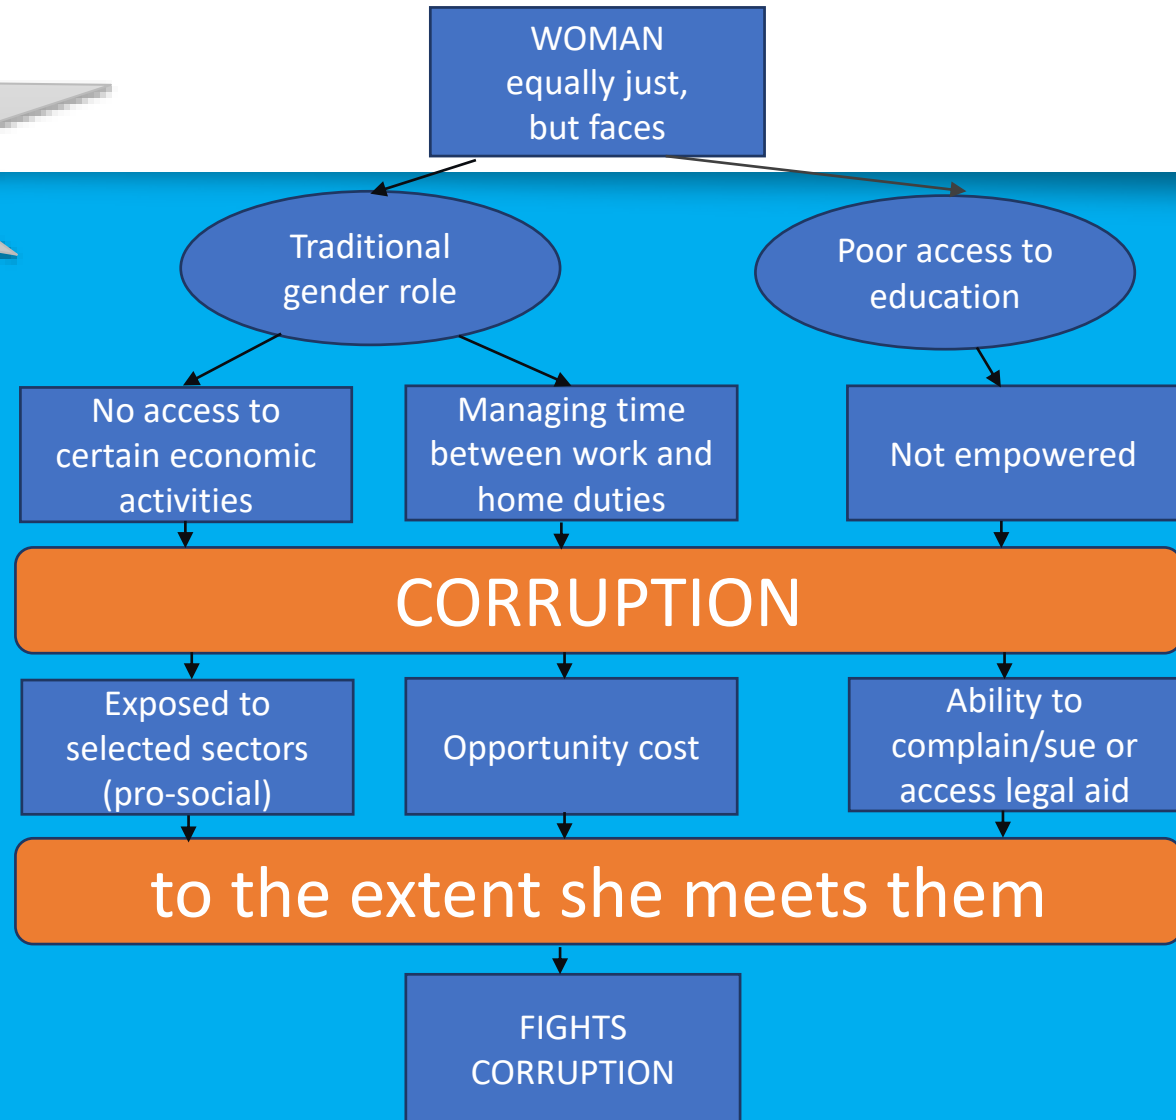 WOMAN
equally just,
but faces
Traditional
gender role
Poor access to
education
No access to
certain economic
activities
Managing time
between work and
home duties
Not empowered
CORRUPTION
Exposed to
selected sectors
(pro-social)
Opportunity cost
Ability to
complain/sue or
access legal aid
to the extent she meets them
FIGHTS
CORRUPTION